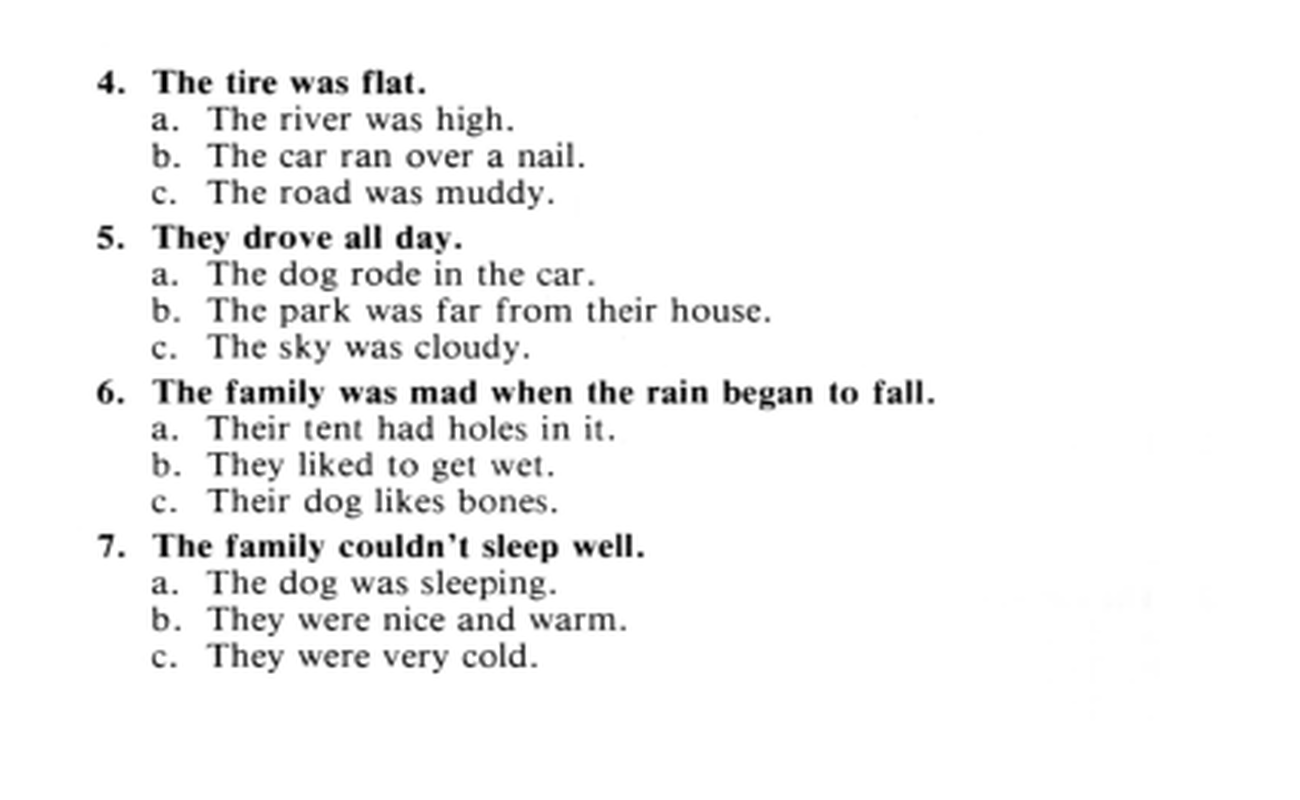 4. The tire was flat.
a. The river was high.
b. The car ran over a nail.
c. The road was muddy.
5. They drove all day.
a. The dog rode in the car.
b. The park was far from their house.
c. The sky was cloudy.
6. The family was mad when the rain began to fall.
a. Their tent had holes in it.
b. They liked to get wet.
c. Their dog likes bones.
7. The family couldn't sleep well.
a. The dog was sleeping.
b. They were nice and warm.
c. They were very cold.